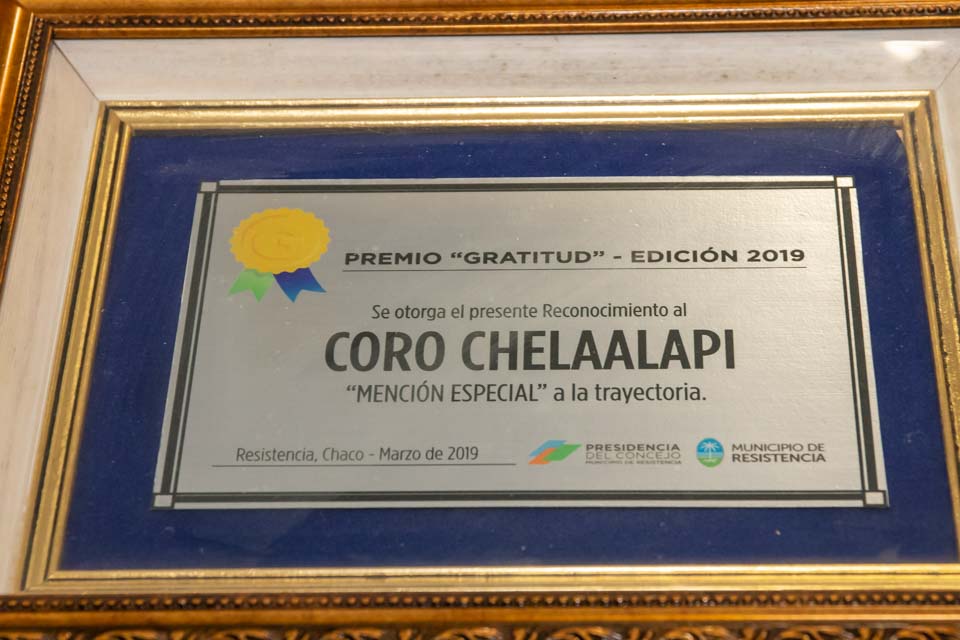 PREMIO “GRATITUD” - EDICIÓN 2019
Se otorga el presente Reconocimiento al
CORO CHELAALAPI
“MENCIÓN ESPECIAL” a la trayectoria.
Resistencia, Chaco - Marzo de 2019
PRESIDENCIA
DEL CONCEJO
MUNICIPIO DE RESISTENCIA
MUNICIPIO DE
RESISTENCIA